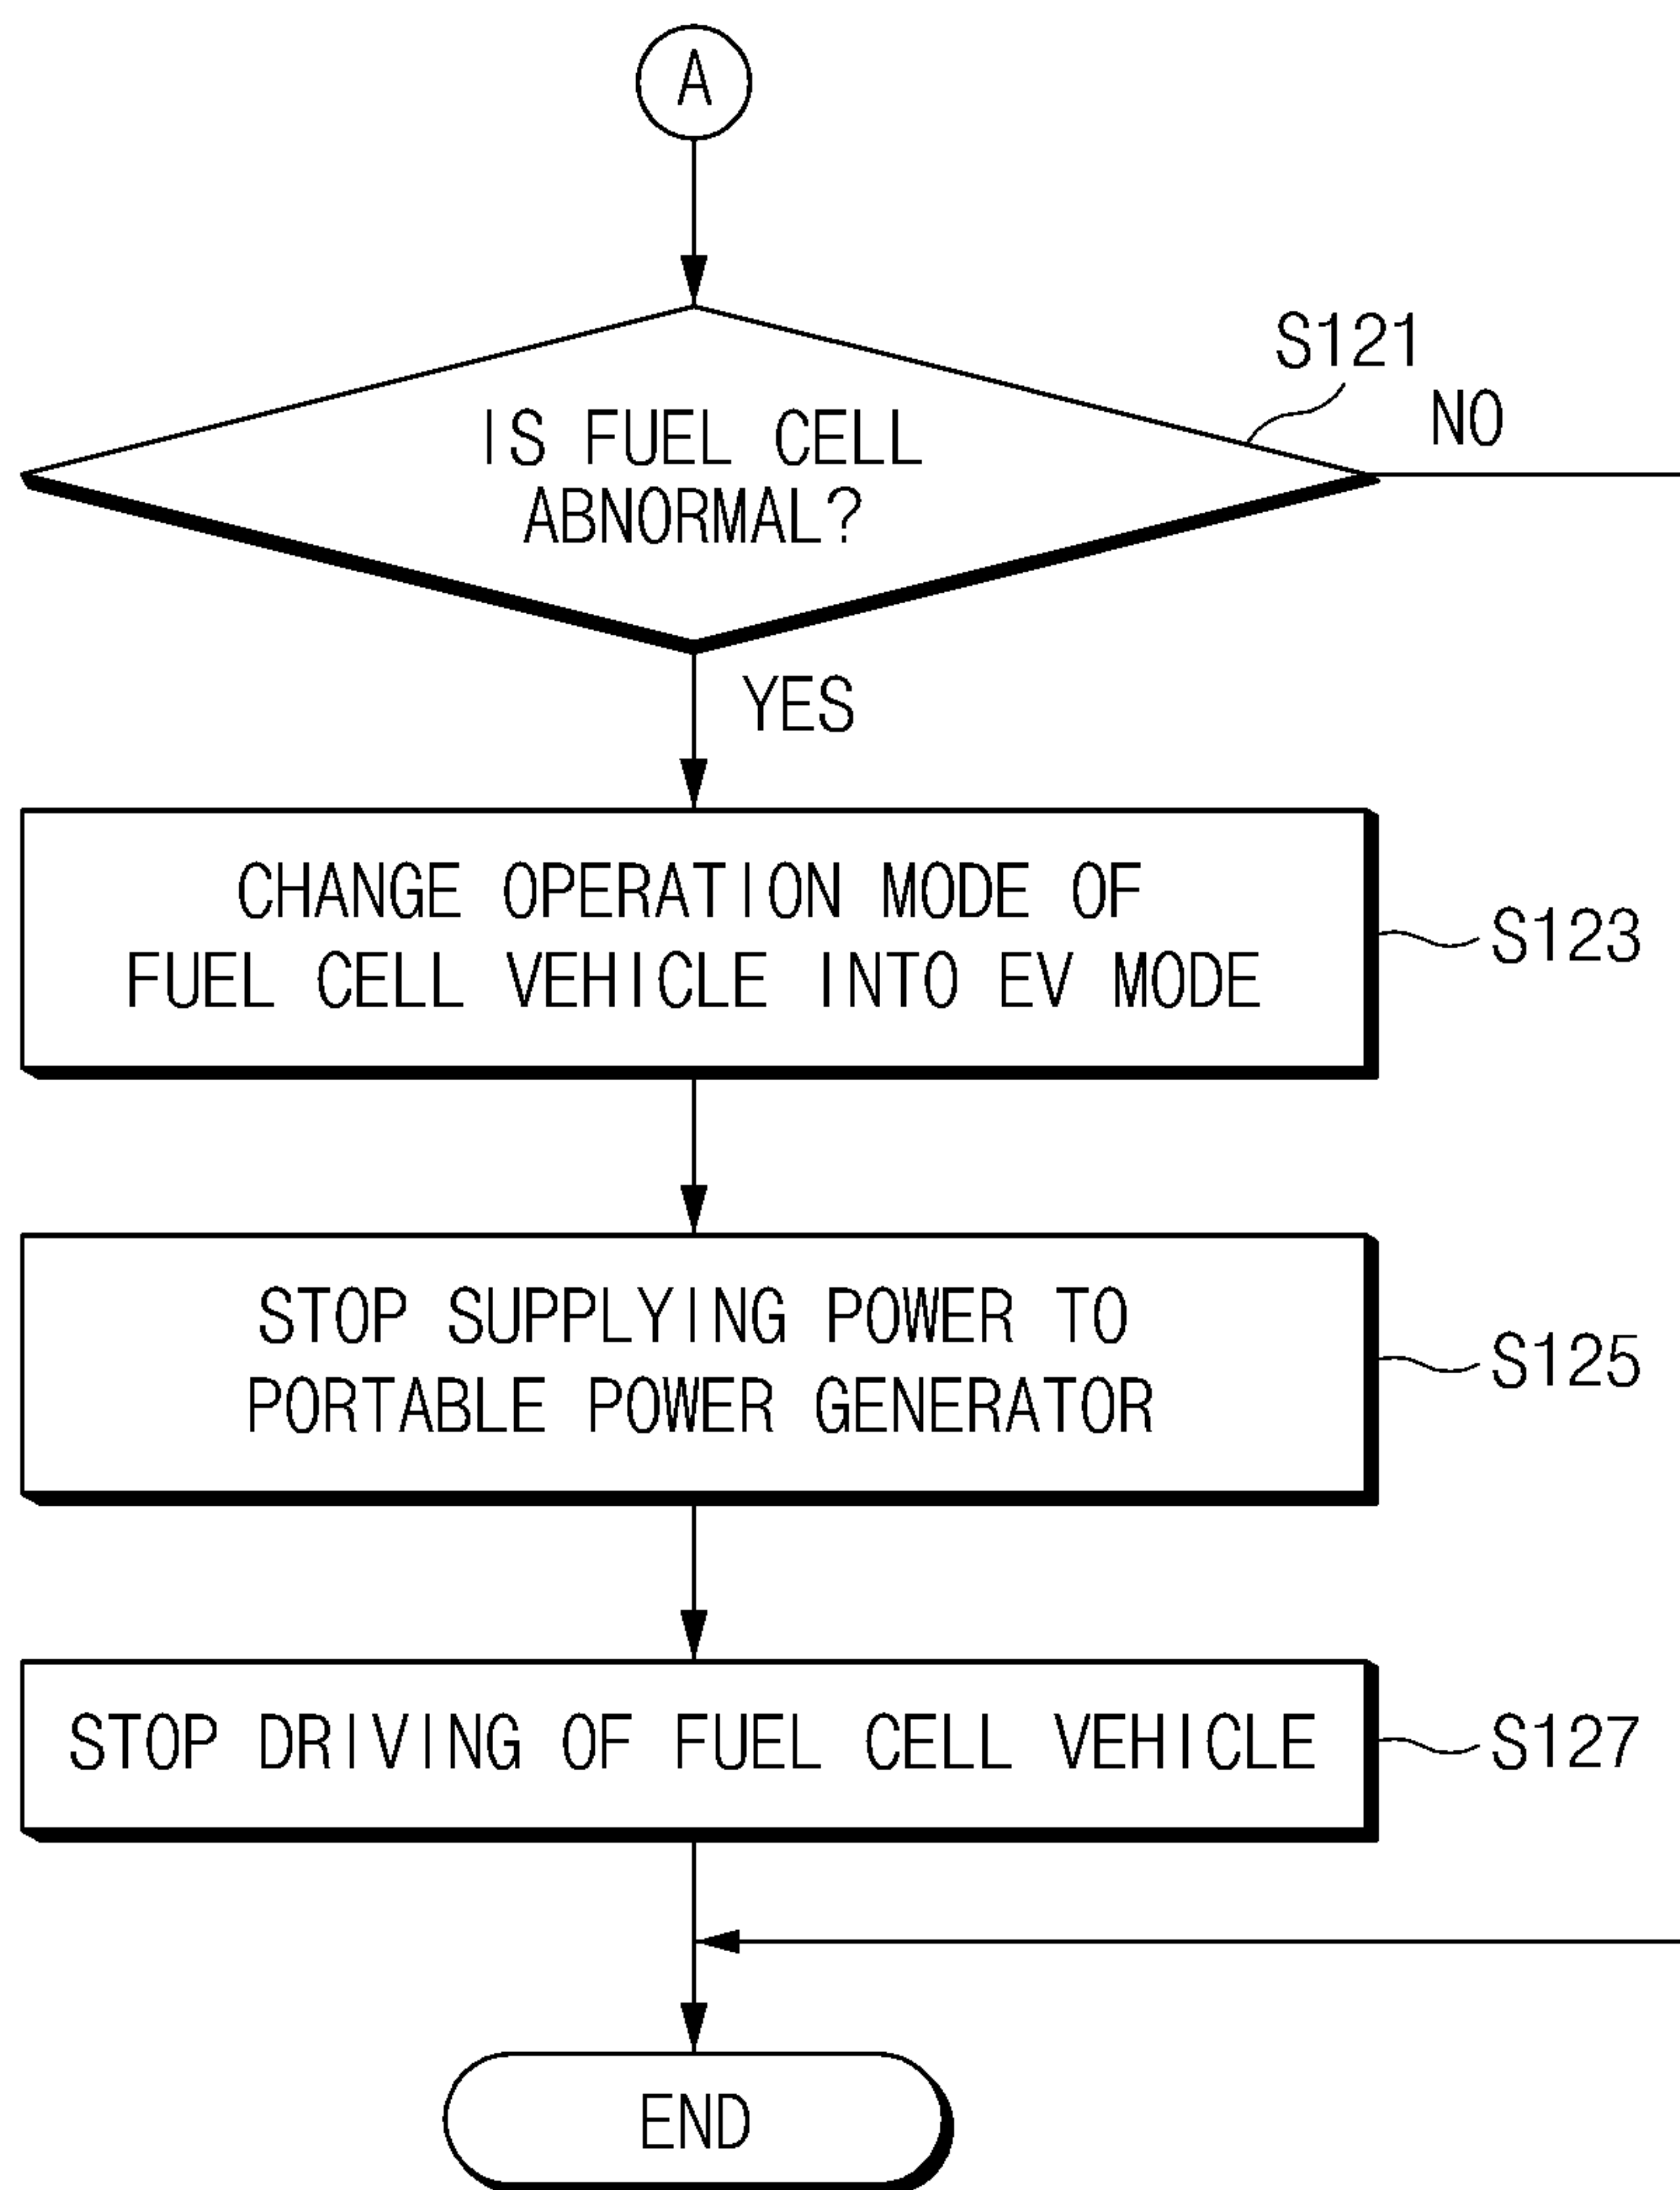 A
S121
NO
IS FUEL CELL
ABNORMAL?
YES
CHANGE OPERATION MODE OF
FUEL CELL VEHICLE INTO EV MODE
S123
STOP SUPPLYING POWER TO
PORTABLE POWER GENERATOR
S125
STOP DRIVING OF FUEL CELL VEHICLE
S127
END